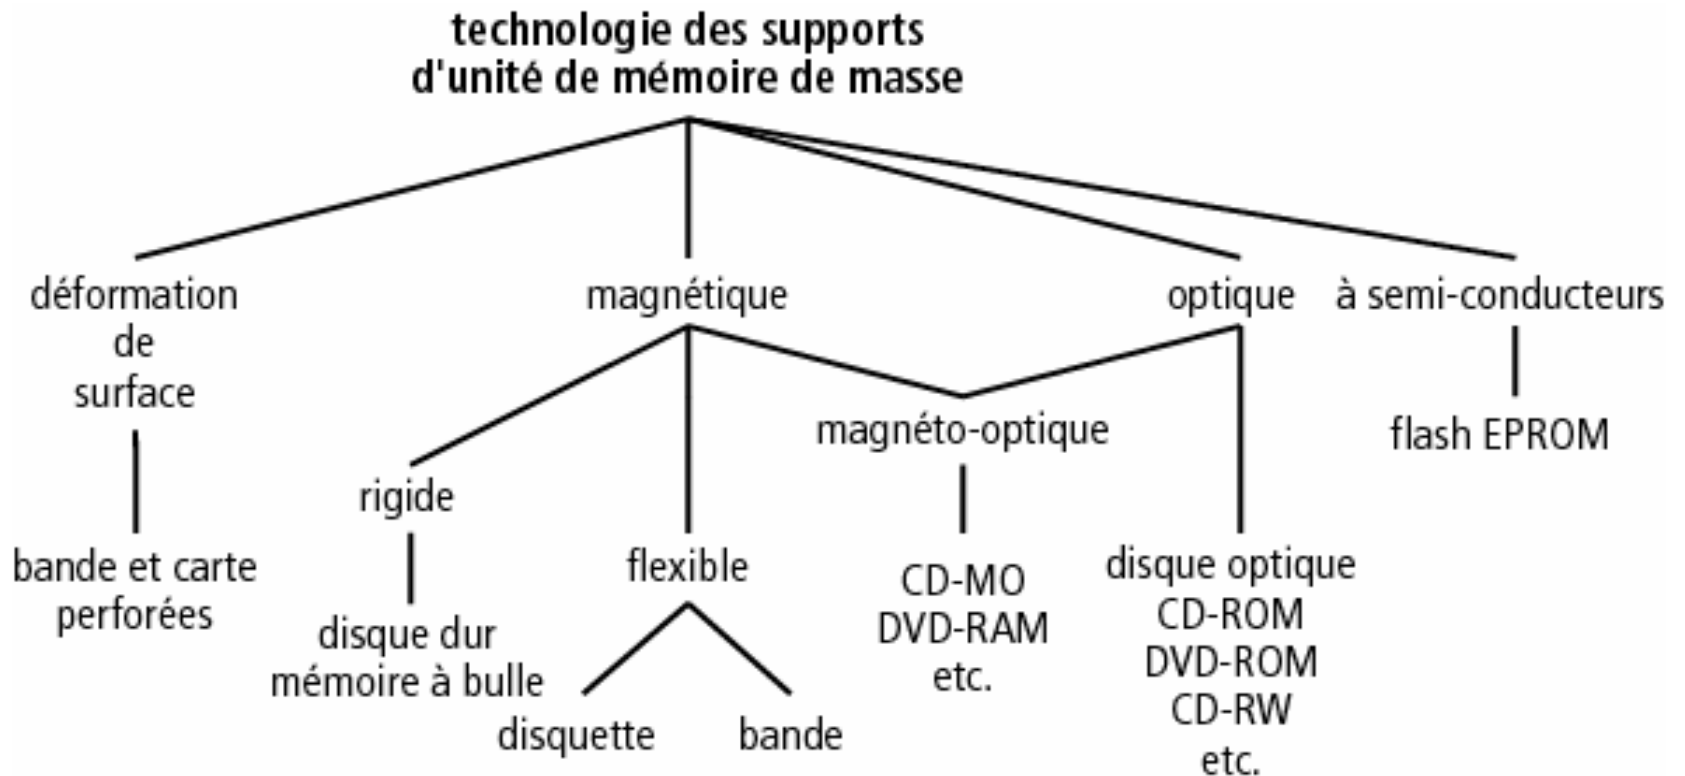 technologie des supports
d'unité de mémoire de masse
déformation
de
surface
magnétique
optique
à semi-conducteurs
bande et carte
perforées
rigide
disque dur
mémoire à bulle
flexible
disquette
bande
magnéto-optique
CD-MO
DVD-RAM
etc.
disque optique
CD-ROM
DVD-ROM
CD-RW
etc.
flash EPROM